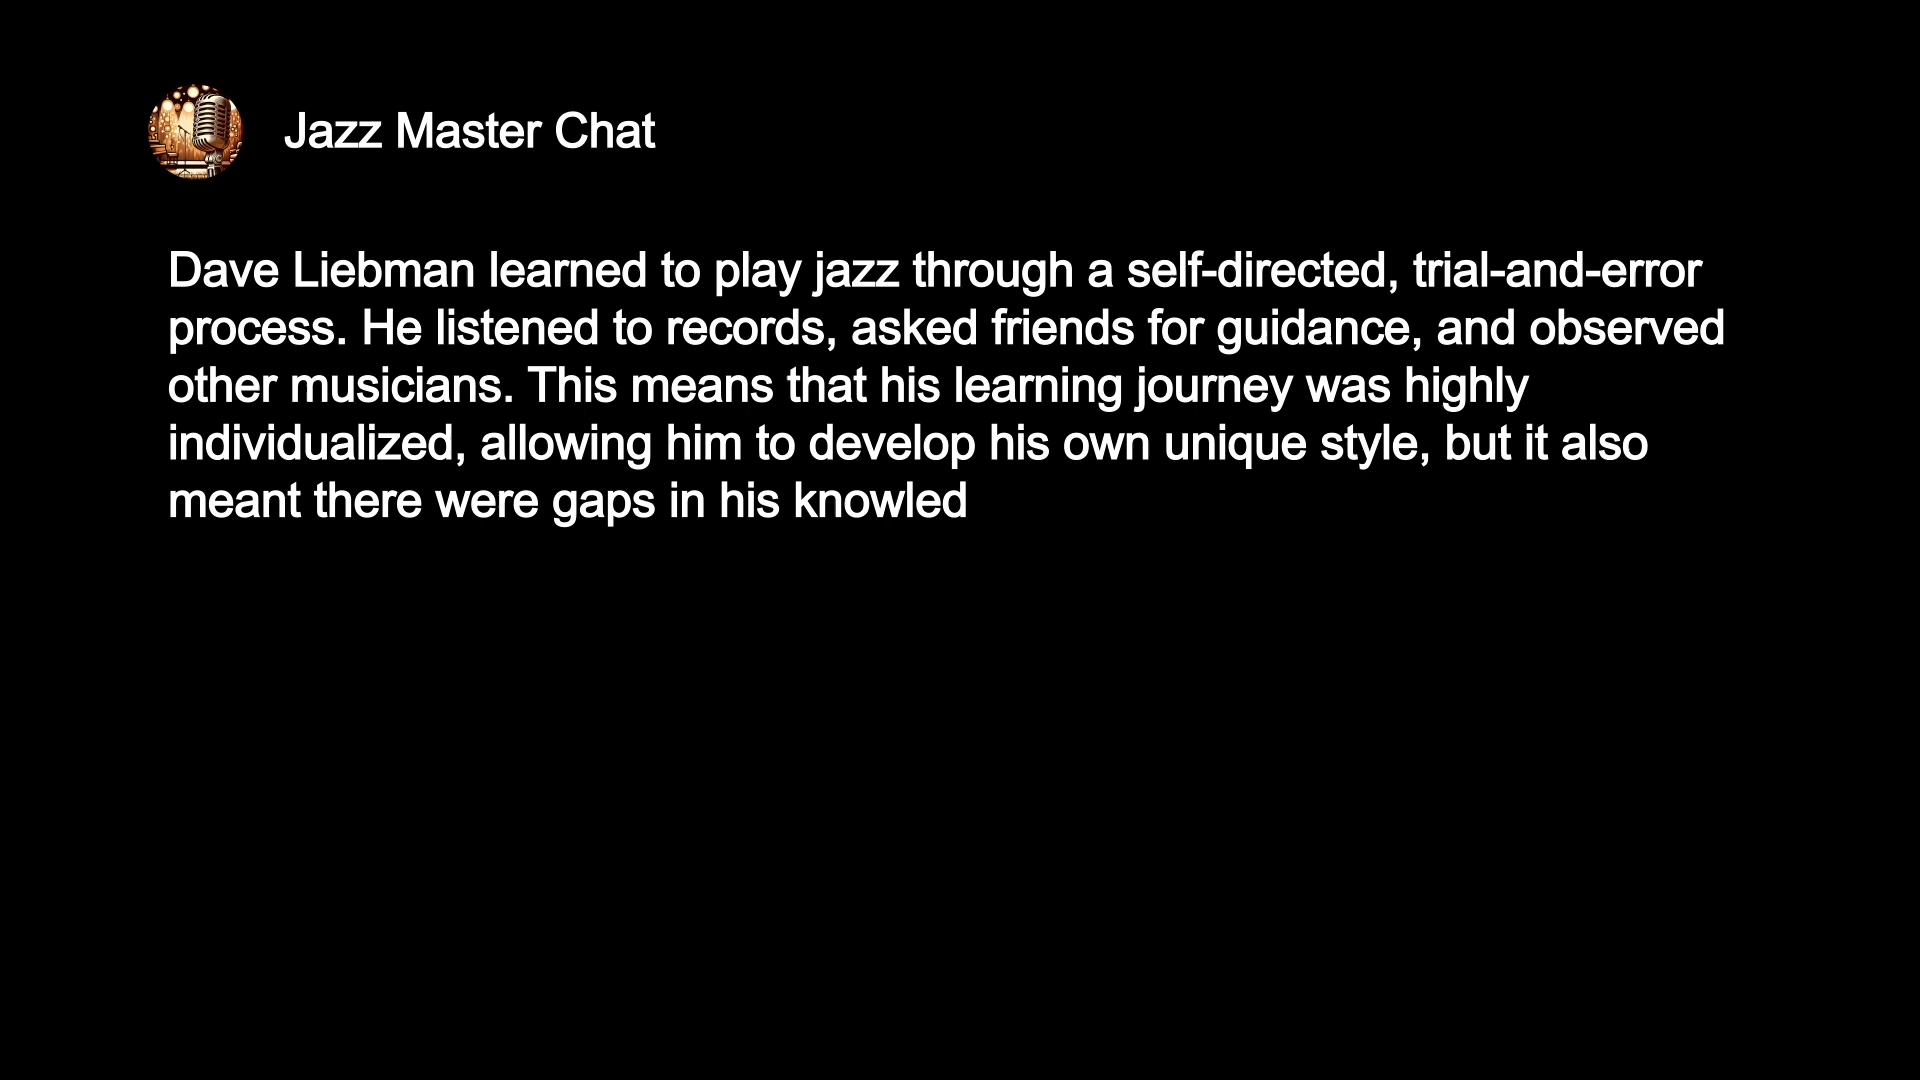 Jazz Master Chat
Dave Liebman learned to play jazz through a self-directed, trial-and-error
process. He listened to records, asked friends for guidance, and observed
other musicians. This means that his learning journey was highly
individualized, allowing him to develop his own unique style, but it also
meant there were gaps in his knowled